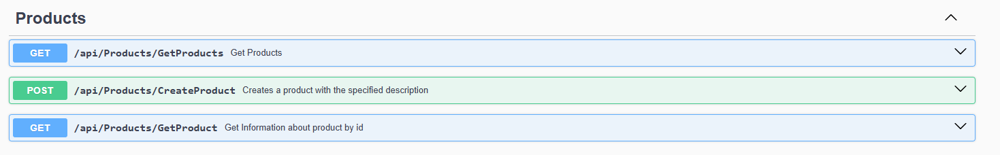 Products
GET /api/Products/GetProducts Get Products
POST /api/Products/CreateProduct Creates a product with the specified description
GET /api/Products/GetProduct Get Information about product by id